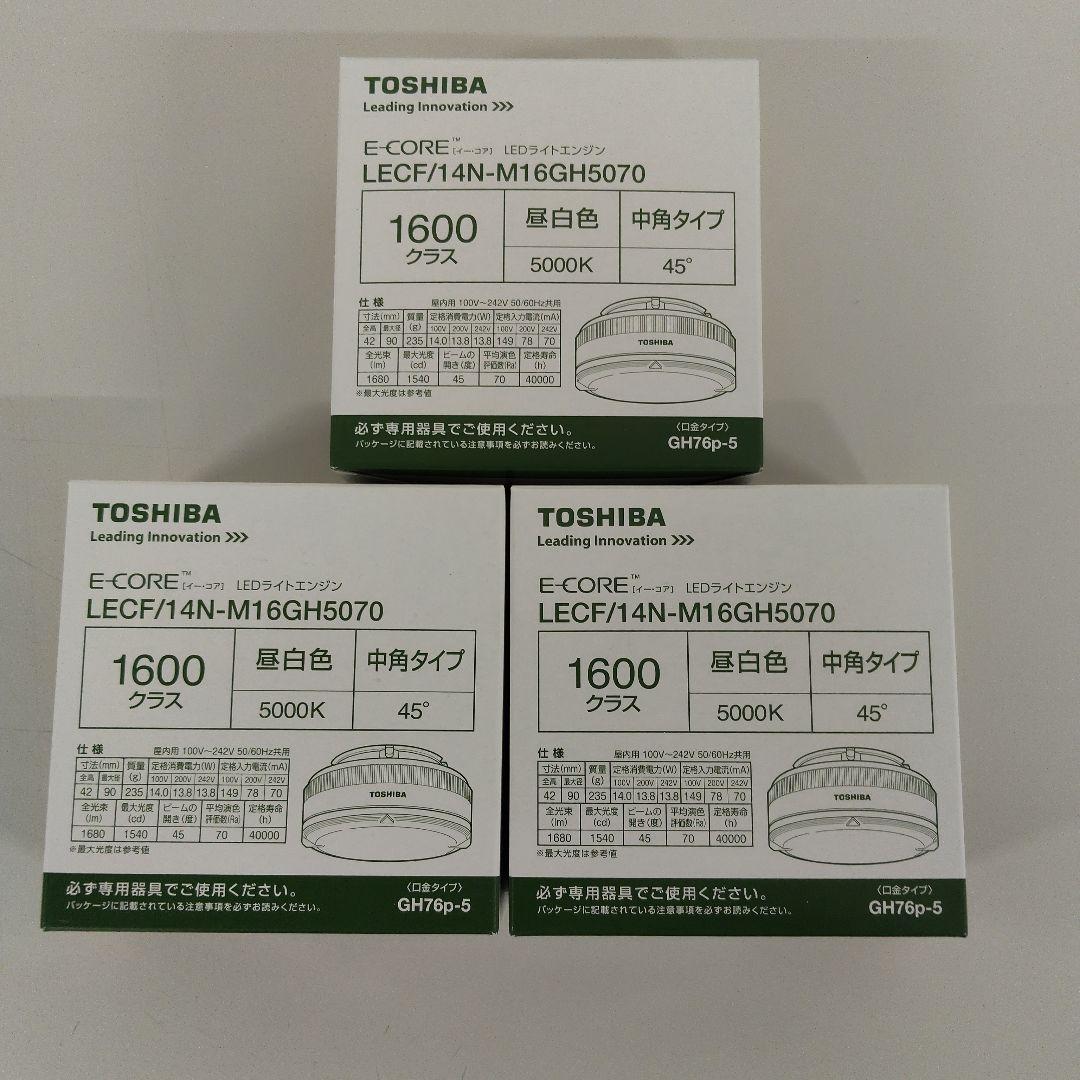 TOSHIBA
Leading Innovation >>>
E-CORE™ [イー・コア] LEDライトエンジン
LECF/14N-M16GH5070
1600 昼白色 中角タイプ
クラス 5000K 45°
仕様 屋内用 100V～242V 50/60Hz共用
寸法(mm) 質量 定格消費電力(W) 定格入力電流(mA)
全高 最大径 (g) 100V 200V 242V 100V 200V 242V
42 90 235 14.0 13.8 13.8 149 78 70
全光束 最大光度 ビームの 平均演色 定格寿命
(lm) (cd) 開き(度) 評価数(Ra) (h)
1680 1540 45 70 40000
※最大光度は参考値
TOSHIBA
必ず専用器具でご使用ください。 〈口金タイプ〉
パッケージに記載されている注意事項を必ずお読みください。 GH76p-5
TOSHIBA
Leading Innovation >>>
E-CORE™ [イー・コア] LEDライトエンジン
LECF/14N-M16GH5070
1600 昼白色 中角タイプ
クラス 5000K 45°
仕様 屋内用 100V～242V 50/60Hz共用
寸法(mm) 質量 定格消費電力(W) 定格入力電流(mA)
全高 最大径 (g) 100V 200V 242V 100V 200V 242V
42 90 235 14.0 13.8 13.8 149 78 70
全光束 最大光度 ビームの 平均演色 定格寿命
(lm) (cd) 開き(度) 評価数(Ra) (h)
1680 1540 45 70 40000
※最大光度は参考値
TOSHIBA
必ず専用器具でご使用ください。 〈口金タイプ〉
パッケージに記載されている注意事項を必ずお読みください。 GH76p-5
TOSHIBA
Leading Innovation >>>
E-CORE™ [イー・コア] LEDライトエンジン
LECF/14N-M16GH5070
1600 昼白色 中角タイプ
クラス 5000K 45°
仕様 屋内用 100V～242V 50/60Hz共用
寸法(mm) 質量 定格消費電力(W) 定格入力電流(mA)
全高 最大径 (g) 100V 200V 242V 100V 200V 242V
42 90 235 14.0 13.8 13.8 149 78 70
全光束 最大光度 ビームの 平均演色 定格寿命
(lm) (cd) 開き(度) 評価数(Ra) (h)
1680 1540 45 70 40000
※最大光度は参考値
TOSHIBA
必ず専用器具でご使用ください。 〈口金タイプ〉
パッケージに記載されている注意事項を必ずお読みください。 GH76p-5